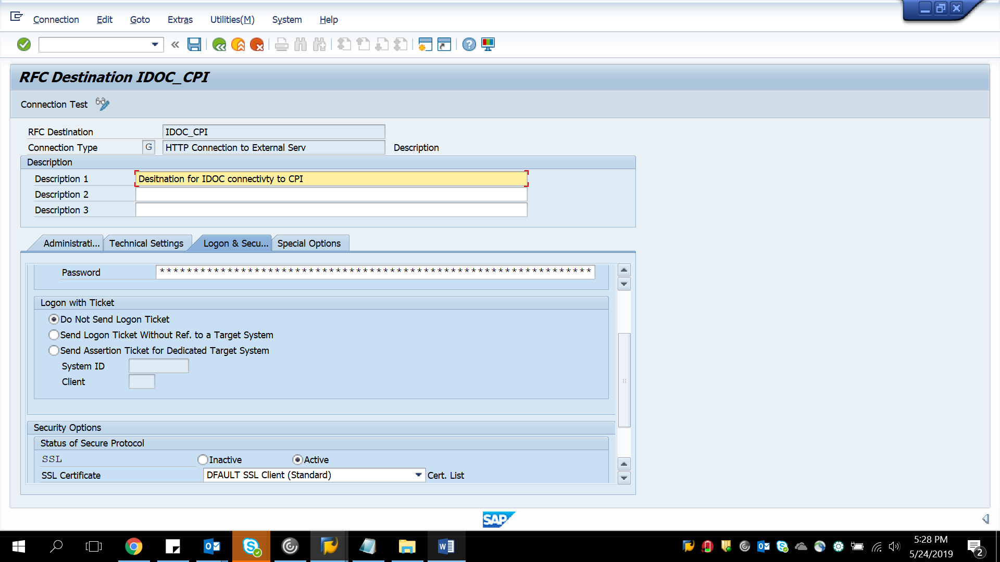 Connection Edit Goto Extras Utilities(M) System Help
RFC Destination IDOC_CPI
Connection Test
RFC Destination IDOC_CPI
Connection Type G HTTP Connection to External Serv Description
Description
Description 1 Desitnation for IDOC connectivty to CPI
Description 2
Description 3
Administrati... Technical Settings Logon & Secu... Special Options
Password ****************************************************************
Logon with Ticket
Do Not Send Logon Ticket
Send Logon Ticket Without Ref. to a Target System
Send Assertion Ticket for Dedicated Target System
System ID
Client
Security Options
Status of Secure Protocol
SSL Inactive Active
SSL Certificate DFAULT SSL Client (Standard) Cert. List
SAP
5:28 PM
5/24/2019
2